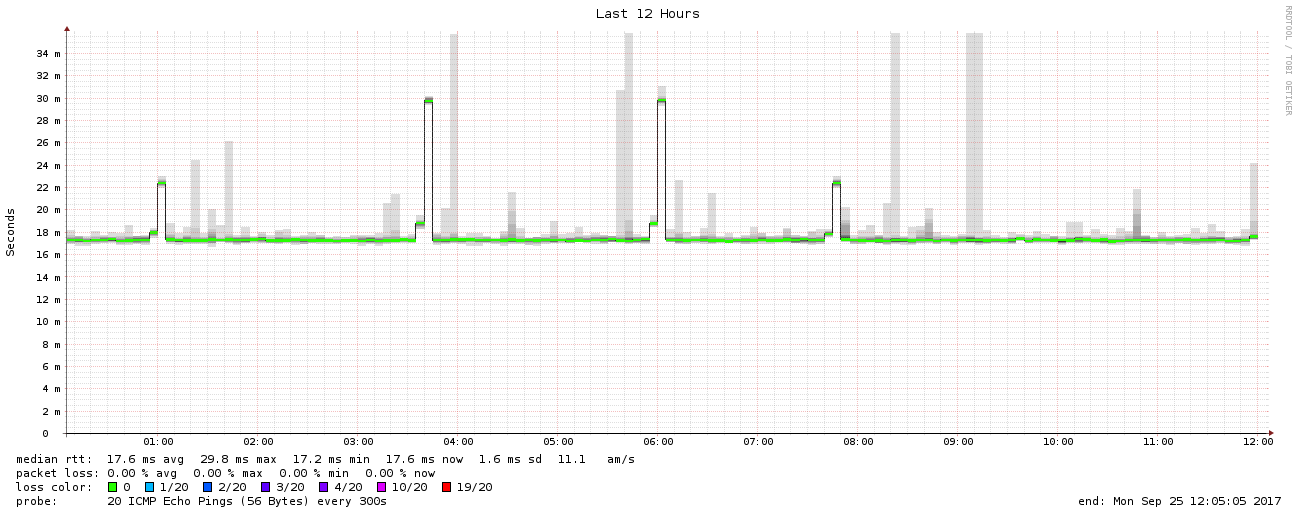 Last 12 Hours
RRDTOOL / TOBI OETIKER
Seconds
34 m
32 m
30 m
28 m
26 m
24 m
22 m
20 m
18 m
16 m
14 m
12 m
10 m
8 m
6 m
4 m
2 m
0
01:00 02:00 03:00 04:00 05:00 06:00 07:00 08:00 09:00 10:00 11:00 12:00
median rtt: 17.6 ms avg 29.8 ms max 17.2 ms min 17.6 ms now 1.6 ms sd 11.1 am/s
packet loss: 0.00 % avg 0.00 % max 0.00 % min 0.00 % now
loss color: 0 1/20 2/20 3/20 4/20 10/20 19/20
probe: 20 ICMP Echo Pings (56 Bytes) every 300s end: Mon Sep 25 12:05:05 2017